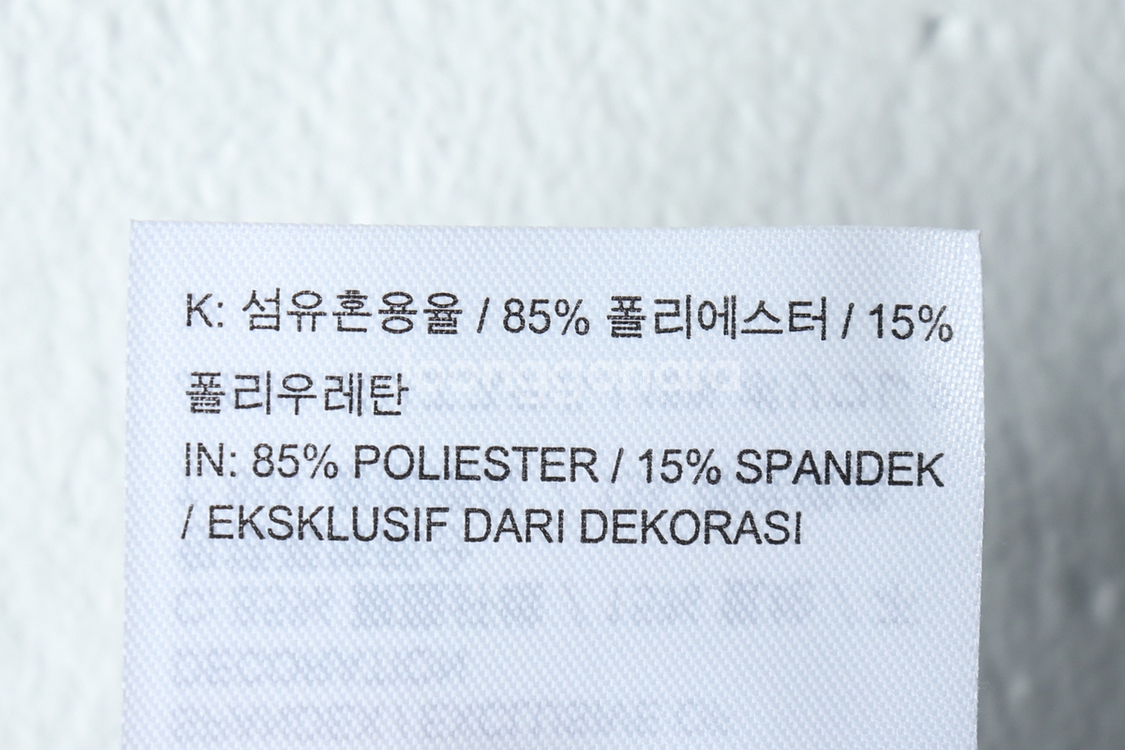 K: 섬유혼용율 / 85% 폴리에스터 / 15%
폴리우레탄
IN: 85% POLIESTER / 15% SPANDEK
/ EKSKLUSIF DARI DEKORASI